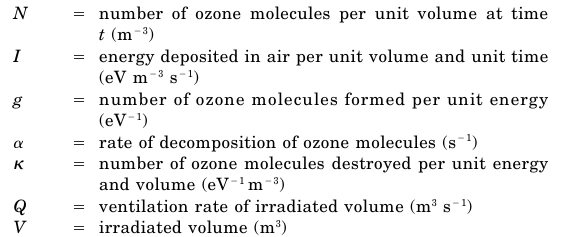 N = number of ozone molecules per unit volume at time
t (m⁻³)
I = energy deposited in air per unit volume and unit time
(eV m⁻³ s⁻¹)
g = number of ozone molecules formed per unit energy
(eV⁻¹)
α = rate of decomposition of ozone molecules (s⁻¹)
κ = number of ozone molecules destroyed per unit energy
and volume (eV⁻¹ m⁻³)
Q = ventilation rate of irradiated volume (m³ s⁻¹)
V = irradiated volume (m³)